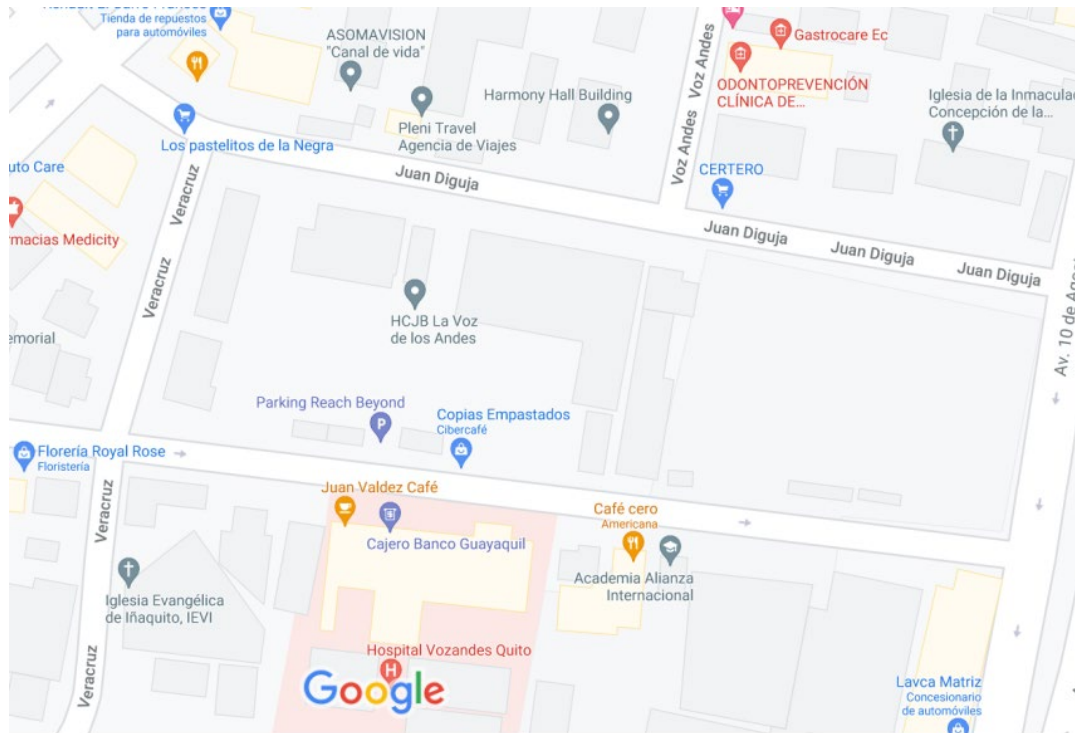 Tienda de repuestos
para automóviles
ASOMAVISION
"Canal de vida"
Voz Andes
Voz Andes
Gastrocare Ec
ODONTOPREVENCIÓN
CLÍNICA DE...
Harmony Hall Building
Iglesia de la Inmacula
Concepción de la...
Pleni Travel
Agencia de Viajes
Los pastelitos de la Negra
uto Care
Juan Diguja
CERTERO
Veracruz
macias Medicity
Juan Diguja
Juan Diguja
Juan Diguja
Veracruz
HCJB La Voz
de los Andes
emorial
Av. 10 de Agost
Parking Reach Beyond
Copias Empastados
Cibercafé
Florería Royal Rose
Floristería
Juan Valdez Café
Veracruz
Café cero
Americana
Cajero Banco Guayaquil
Academia Alianza
Internacional
Iglesia Evangélica
de Iñaquito, IEVI
Hospital Vozandes Quito
H
Veracruz
Google
Lavca Matriz
Concesionario
de automóviles
P